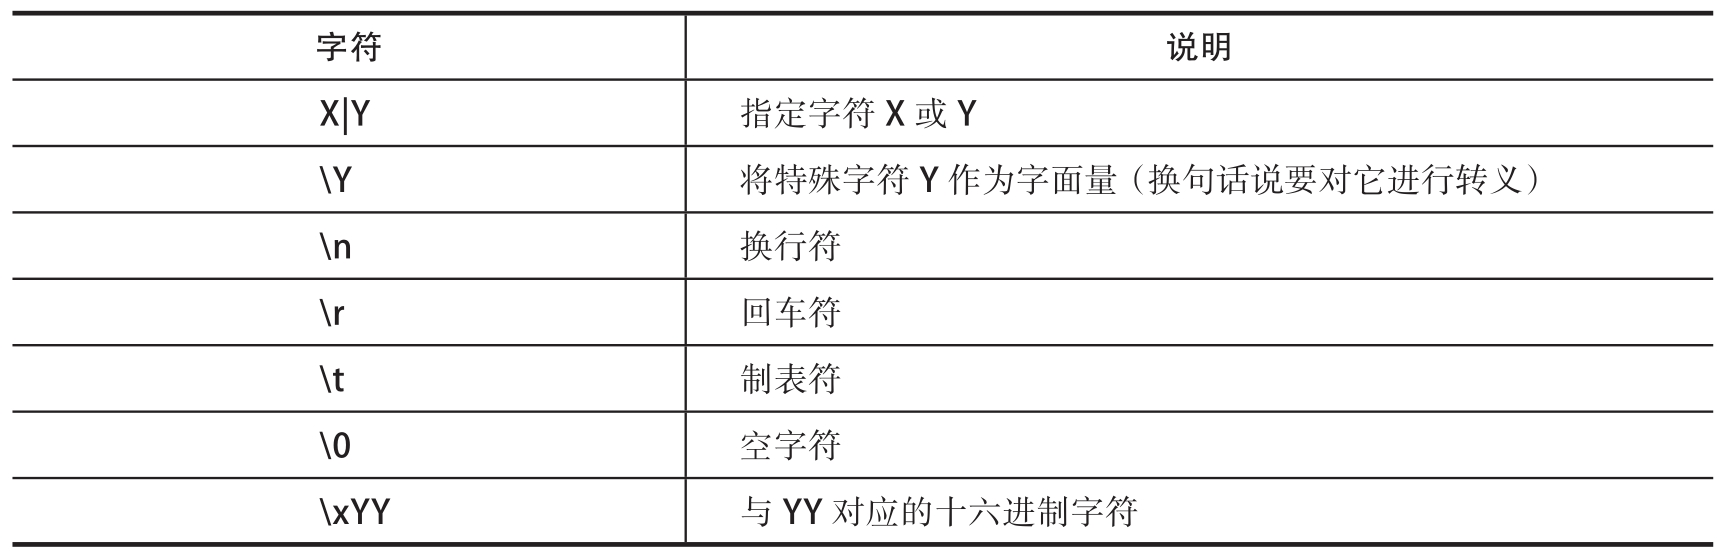 字符 说明
X|Y 指定字符 X 或 Y
\Y 将特殊字符 Y 作为字面量（换句话说要对它进行转义）
\n 换行符
\r 回车符
\t 制表符
\0 空字符
\xYY 与 YY 对应的十六进制字符